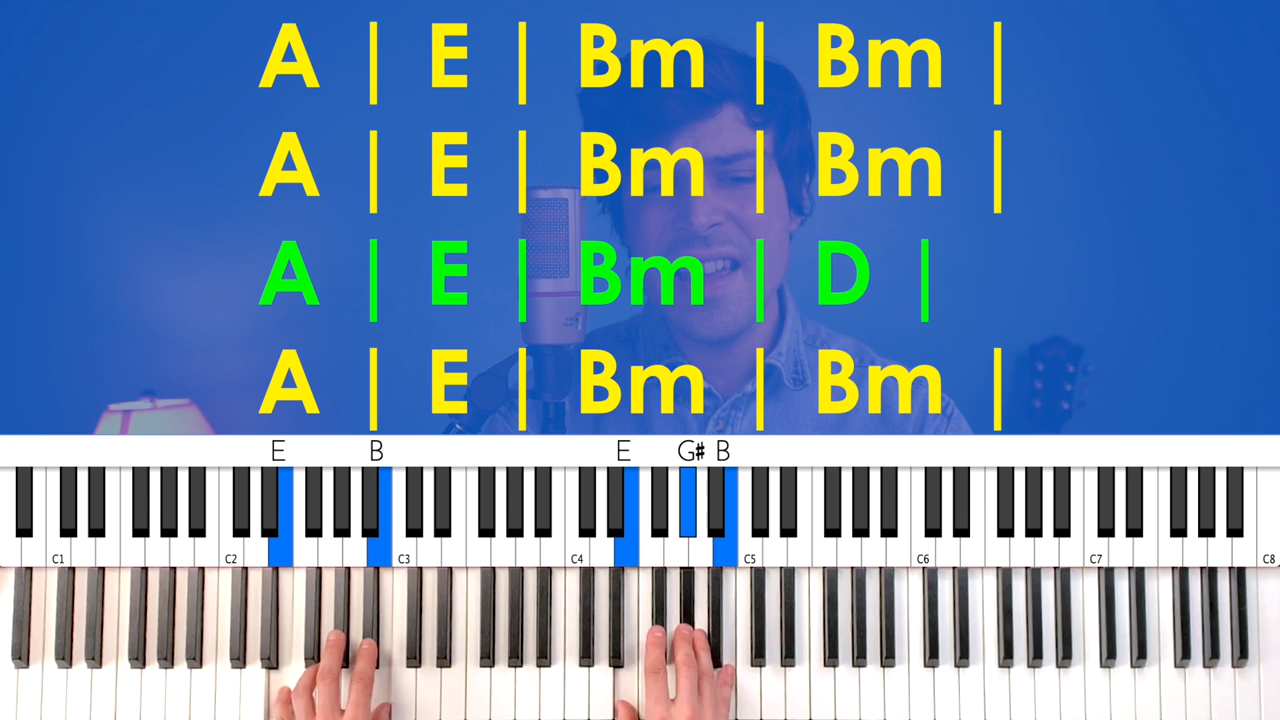 A | E | Bm | Bm |
A | E | Bm | Bm |
A | E | Bm | D |
A | E | Bm | Bm |
E B E G# B
C1 C2 C3 C4 C5 C6 C7 C8